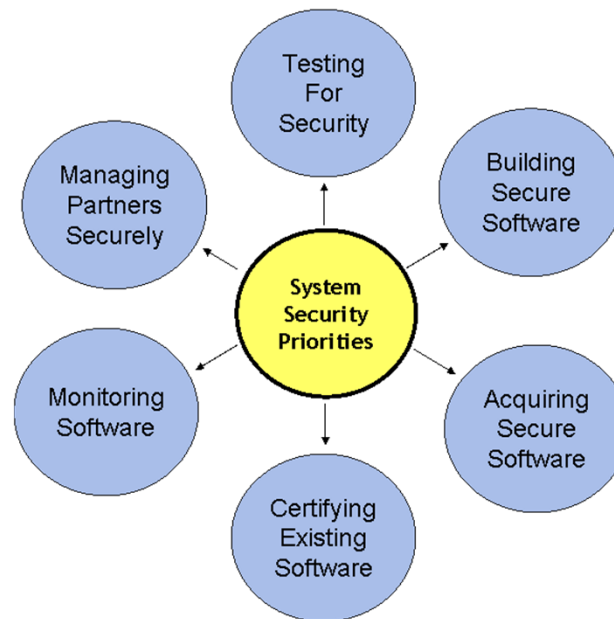 Testing
For
Security
Building
Secure
Software
Acquiring
Secure
Software
Certifying
Existing
Software
Monitoring
Software
Managing
Partners
Securely
System
Security
Priorities